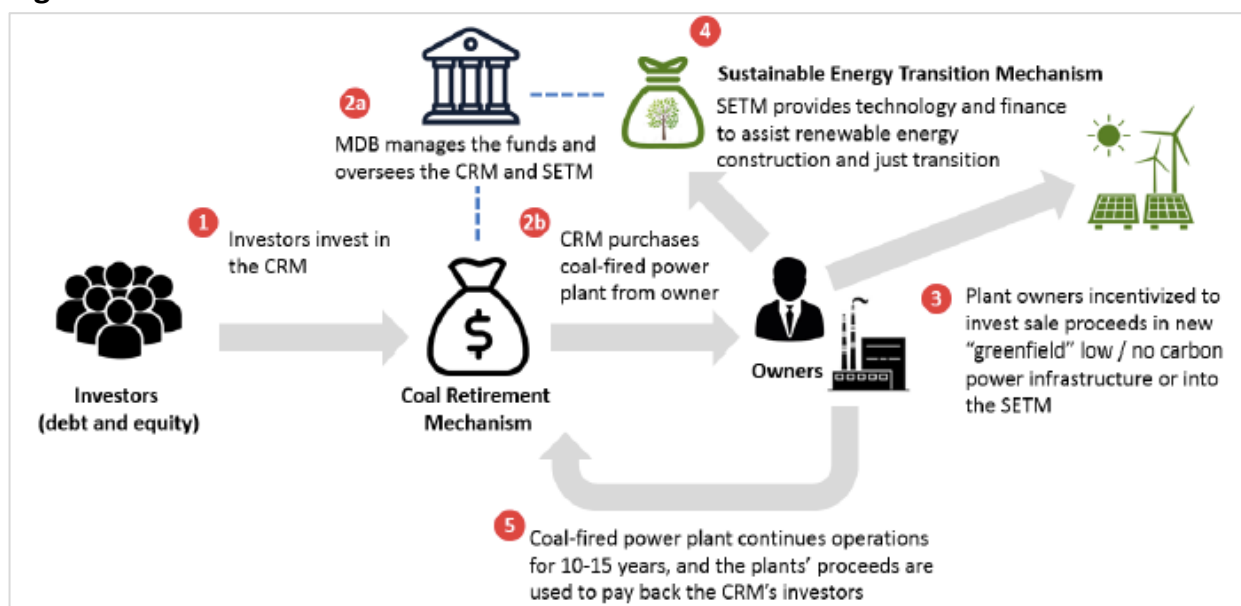 4
Sustainable Energy Transition Mechanism
SETM provides technology and finance
to assist renewable energy
construction and just transition
2a
MDB manages the funds and
oversees the CRM and SETM
1
Investors invest in
the CRM
2b
CRM purchases
coal-fired power
plant from owner
$
3
Plant owners incentivized to
invest sale proceeds in new
“greenfield” low / no carbon
power infrastructure or into
the SETM
Investors
(debt and equity)
Coal Retirement
Mechanism
Owners
5
Coal-fired power plant continues operations
for 10-15 years, and the plants’ proceeds are
used to pay back the CRM’s investors